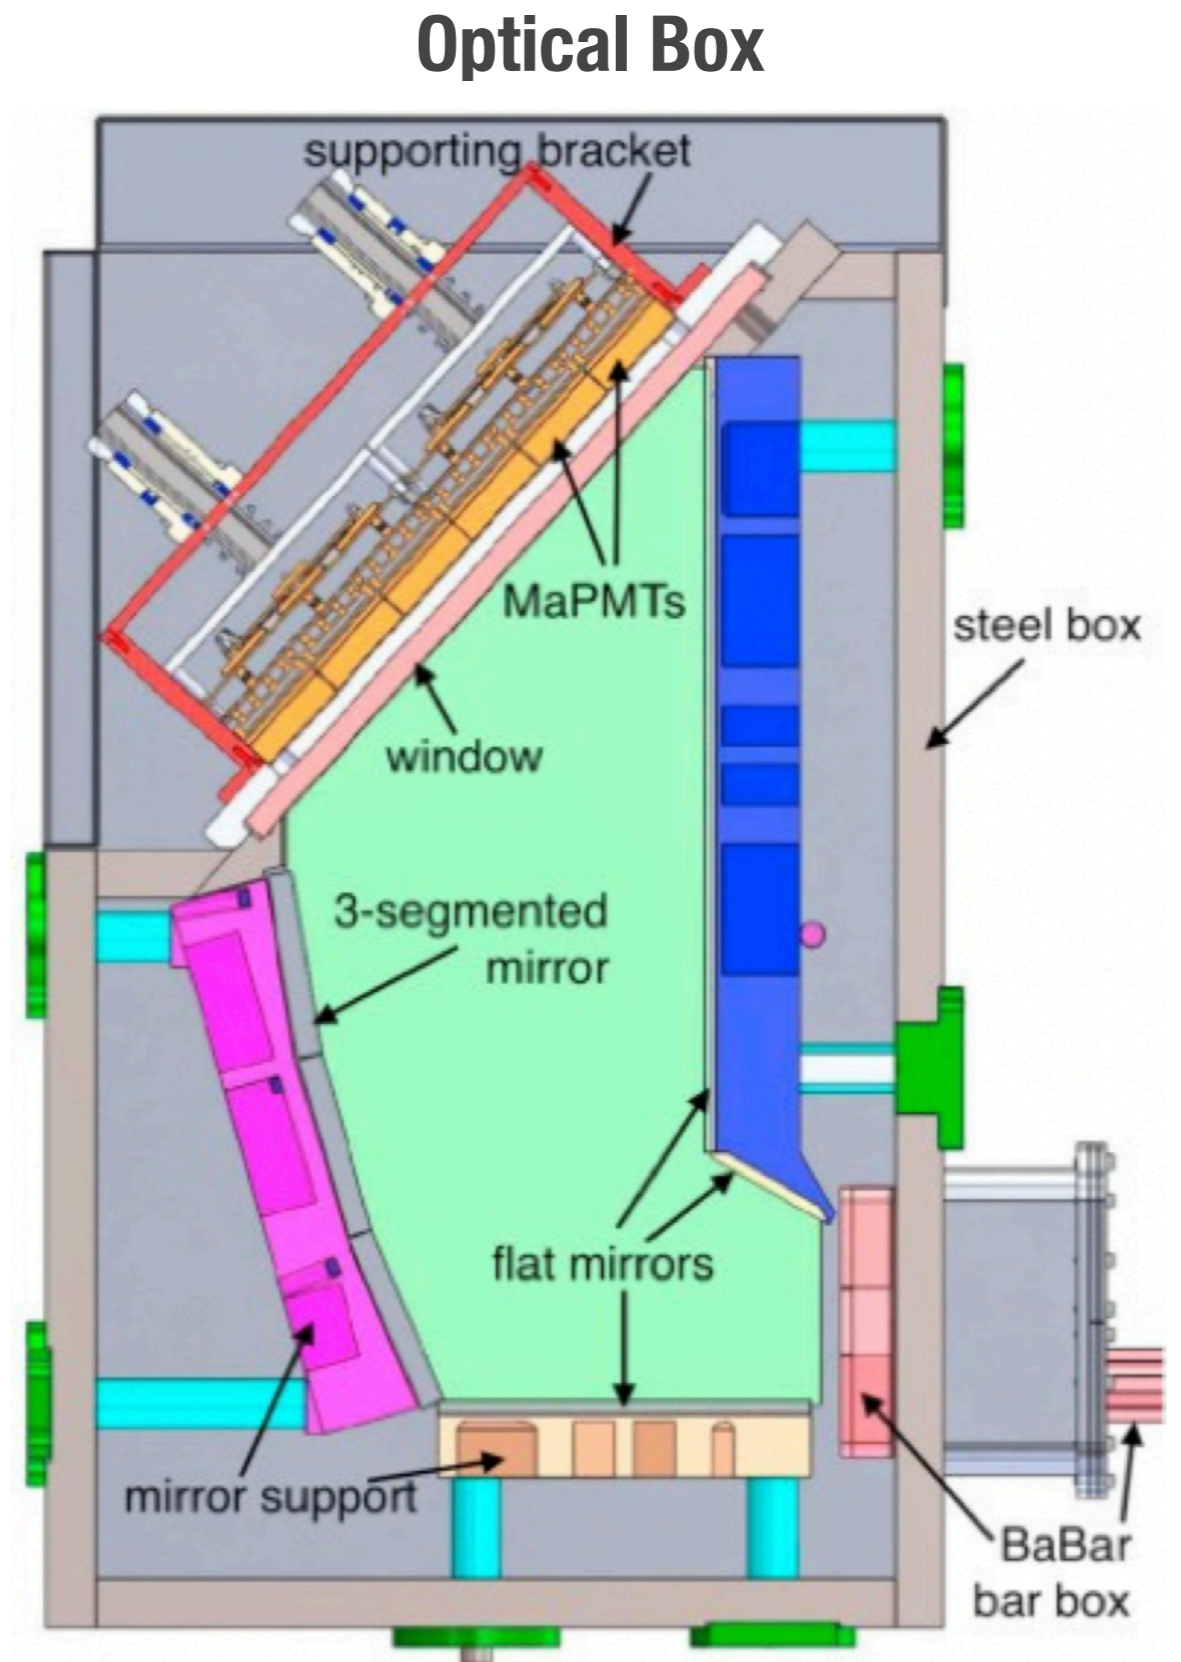 Optical Box
supporting bracket
MaPMTs
steel box
window
3-segmented
mirror
flat mirrors
mirror support
BaBar
bar box